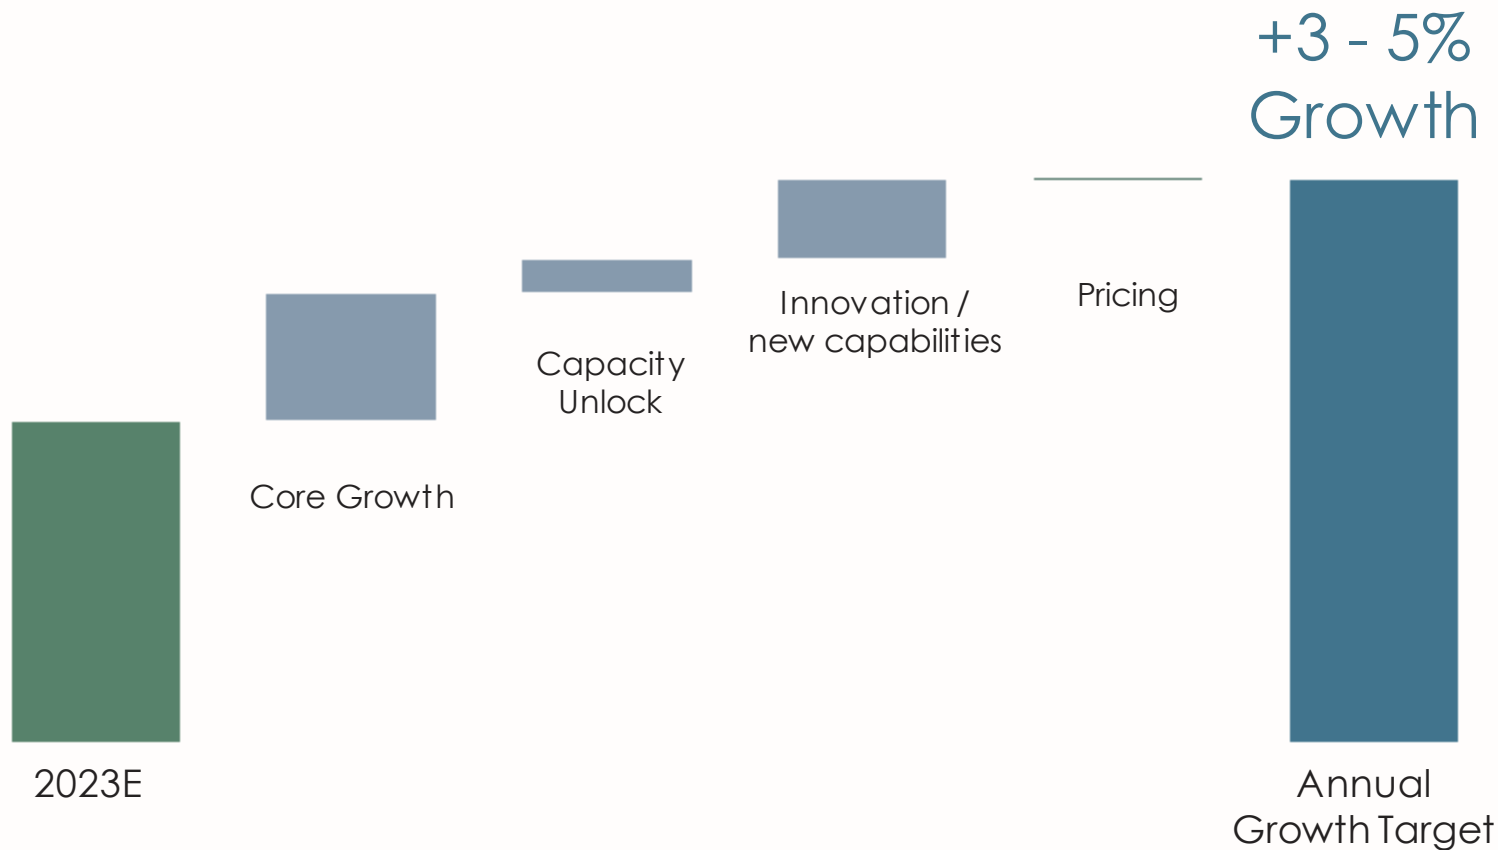 +3 - 5%
Growth
Innovation /
new capabilities
Pricing
Capacity
Unlock
Core Growth
2023E
Annual
Growth Target